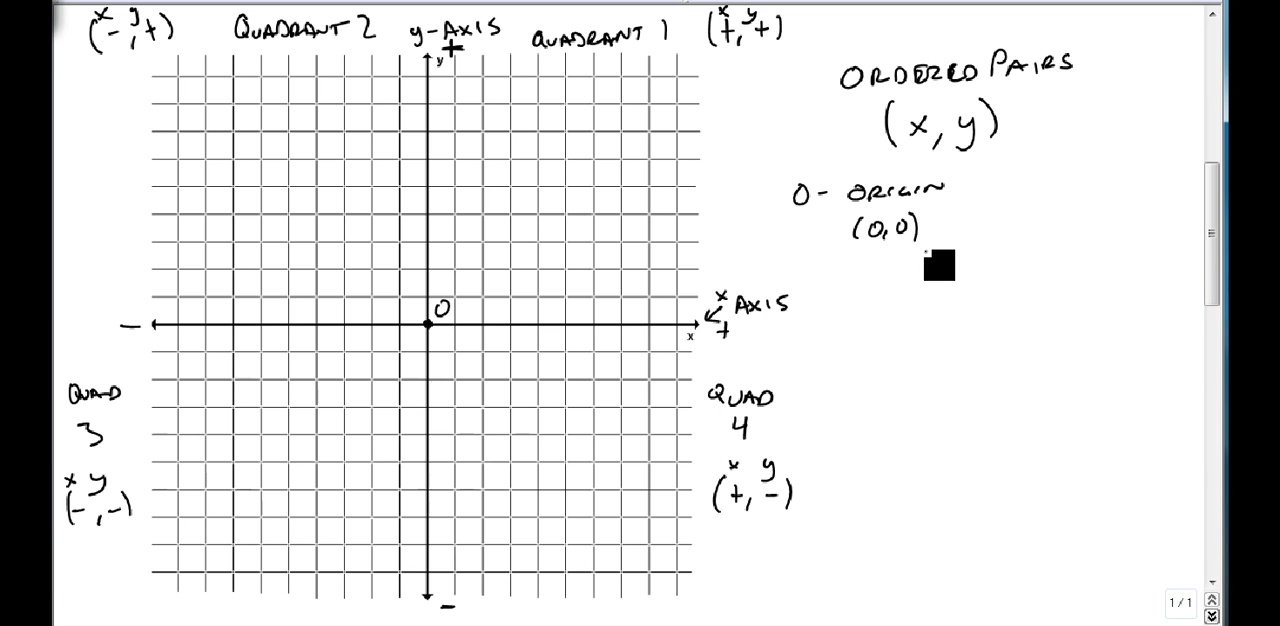 x y
(-,+)
QUADRANT 2
y-AXIS
+
y
QUADRANT 1
x y
(+,+)
ORDERED PAIRS
(x,y)
O- ORIGIN
(0,0)
O
x AXIS
+
x
-
QUAD
3
x y
(-,-)
QUAD
4
x y
(+,-)
-
1/1